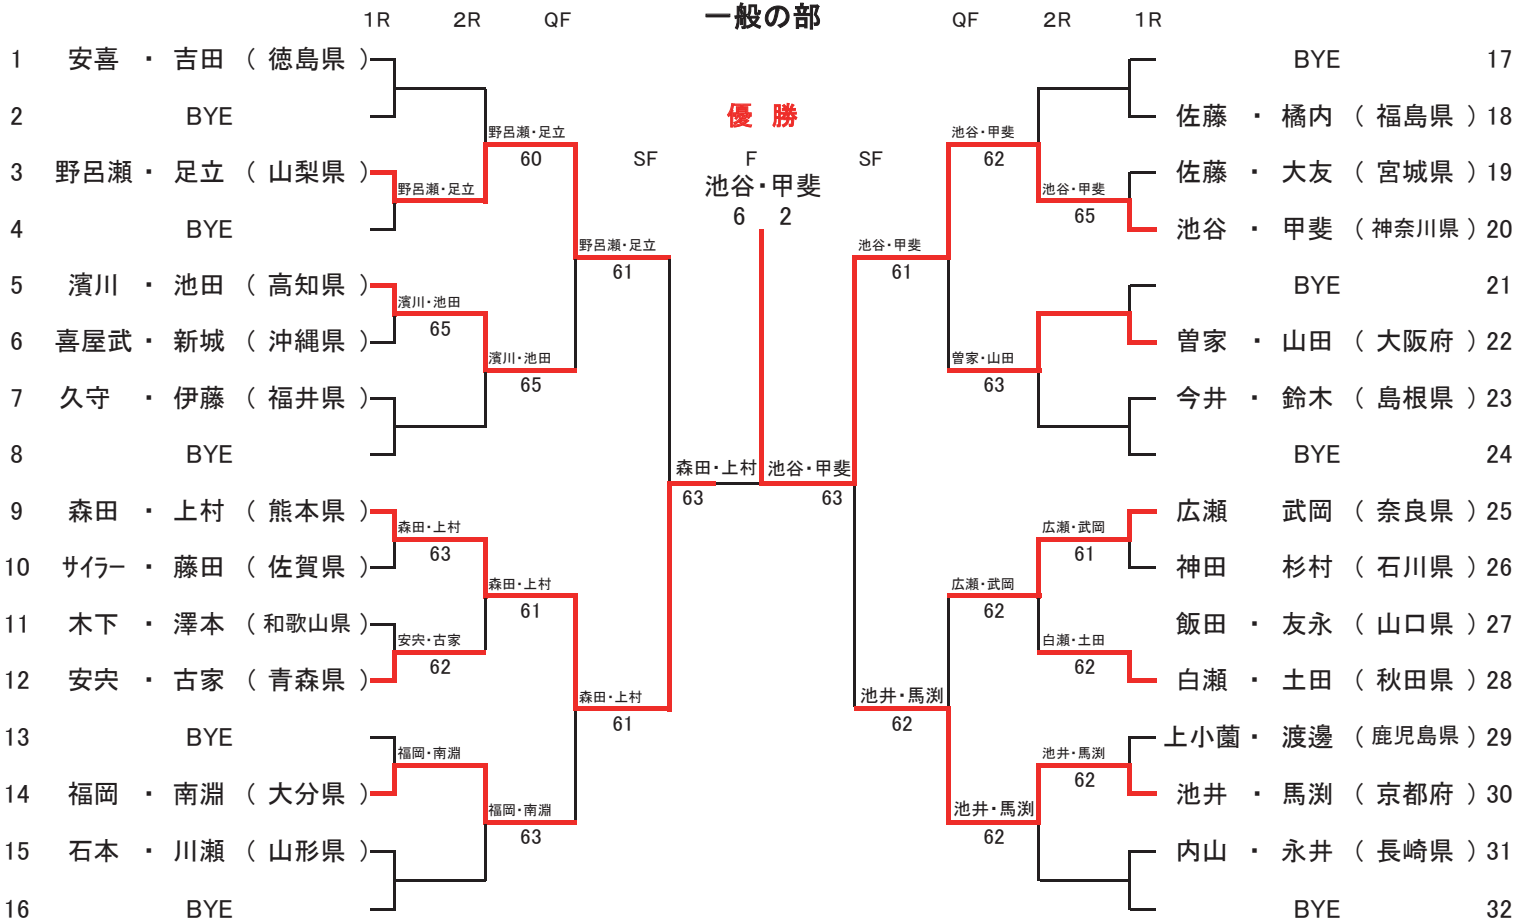 1R 2R QF 一般の部 QF 2R 1R
1 安喜 ・ 吉田 （ 徳島県 ） BYE 17
2 BYE 優 勝 佐藤 ・ 橘内 （ 福島県 ） 18
野呂瀬・足立 池谷・甲斐
60 SF F SF 62
3 野呂瀬 ・ 足立 （ 山梨県 ） 佐藤 ・ 大友 （ 宮城県 ） 19
野呂瀬・足立 池谷・甲斐 池谷・甲斐
6 2 65
4 BYE 池谷 ・ 甲斐 （ 神奈川県 ） 20
野呂瀬・足立 池谷・甲斐
61 61
5 濱川 ・ 池田 （ 高知県 ） BYE 21
濱川・池田
65
6 喜屋武 ・ 新城 （ 沖縄県 ） 曽家 ・ 山田 （ 大阪府 ） 22
濱川・池田 曽家・山田
65 63
7 久守 ・ 伊藤 （ 福井県 ） 今井 ・ 鈴木 （ 島根県 ） 23
8 BYE BYE 24
森田・上村 池谷・甲斐
63 63
9 森田 ・ 上村 （ 熊本県 ） 広瀬 武岡 （ 奈良県 ） 25
森田・上村 広瀬・武岡
63 61
10 サイラー ・ 藤田 （ 佐賀県 ） 神田 杉村 （ 石川県 ） 26
森田・上村 広瀬・武岡
61 62
11 木下 ・ 澤本 （ 和歌山県 ） 飯田 ・ 友永 （ 山口県 ） 27
安宍・古家 白瀬・土田
62 62
12 安宍 ・ 古家 （ 青森県 ） 白瀬 ・ 土田 （ 秋田県 ） 28
森田・上村 池井・馬渕
61 62
13 BYE 上小薗 ・ 渡邊 （ 鹿児島県 ） 29
福岡・南淵 池井・馬渕
62
14 福岡 ・ 南淵 （ 大分県 ） 池井 ・ 馬渕 （ 京都府 ） 30
福岡・南淵 池井・馬渕
63 62
15 石本 ・ 川瀬 （ 山形県 ） 内山 ・ 永井 （ 長崎県 ） 31
16 BYE BYE 32